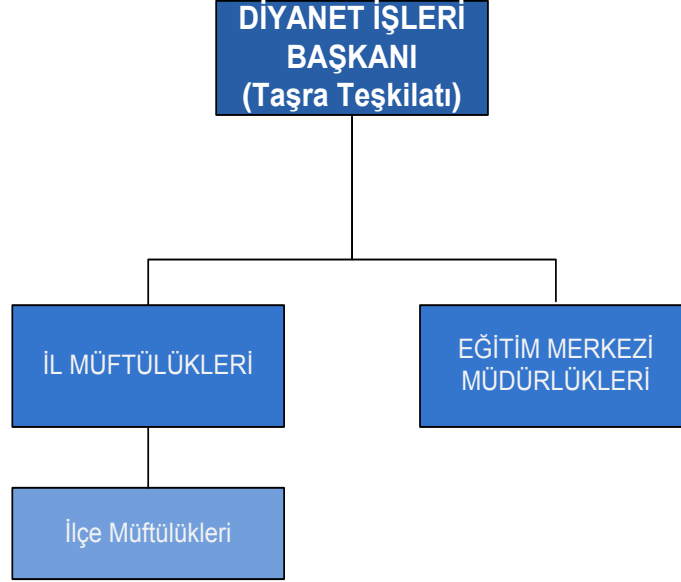 DİYANET İŞLERİ
BAŞKANI
(Taşra Teşkilatı)
İL MÜFTÜLÜKLERİ
EĞİTİM MERKEZİ
MÜDÜRLÜKLERİ
İlçe Müftülükleri